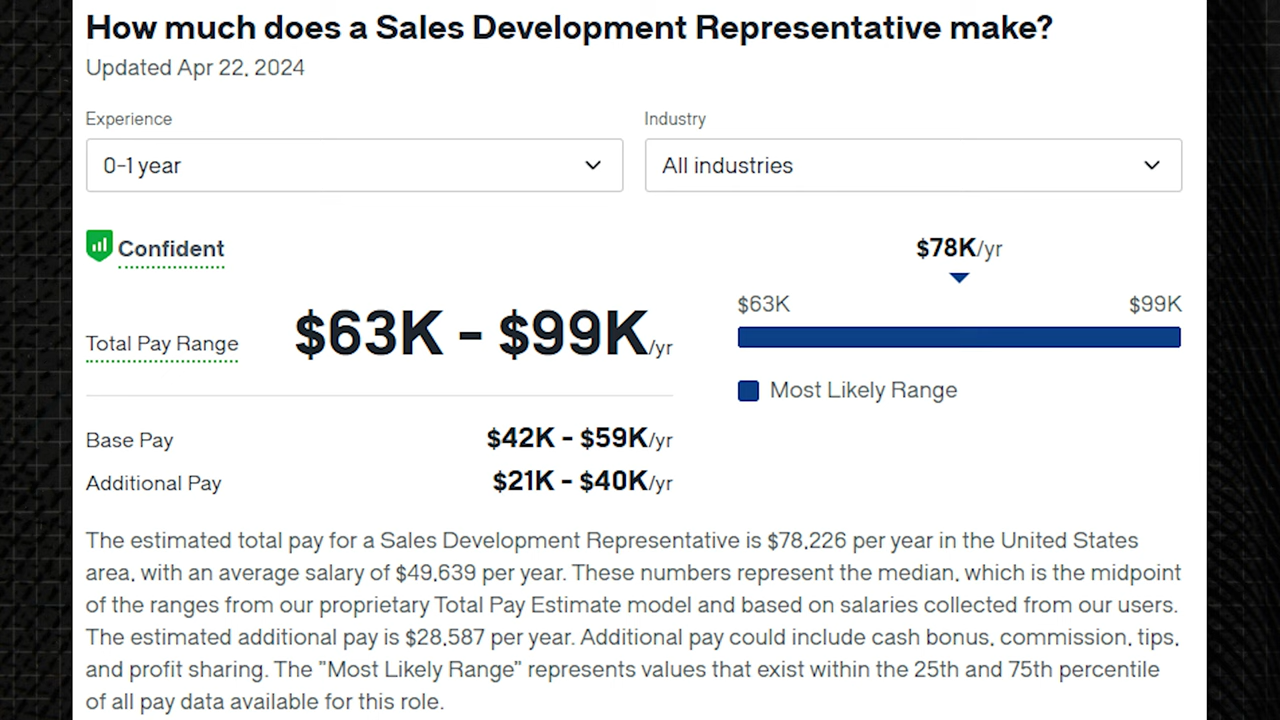 How much does a Sales Development Representative make?
Updated Apr 22, 2024
Experience
Industry
0-1 year
All industries
Confident
$78K/yr
$63K
$99K
Total Pay Range
$63K - $99K/yr
Most Likely Range
Base Pay
$42K - $59K/yr
Additional Pay
$21K - $40K/yr
The estimated total pay for a Sales Development Representative is $78,226 per year in the United States
area, with an average salary of $49,639 per year. These numbers represent the median, which is the midpoint
of the ranges from our proprietary Total Pay Estimate model and based on salaries collected from our users.
The estimated additional pay is $28,587 per year. Additional pay could include cash bonus, commission, tips,
and profit sharing. The "Most Likely Range" represents values that exist within the 25th and 75th percentile
of all pay data available for this role.